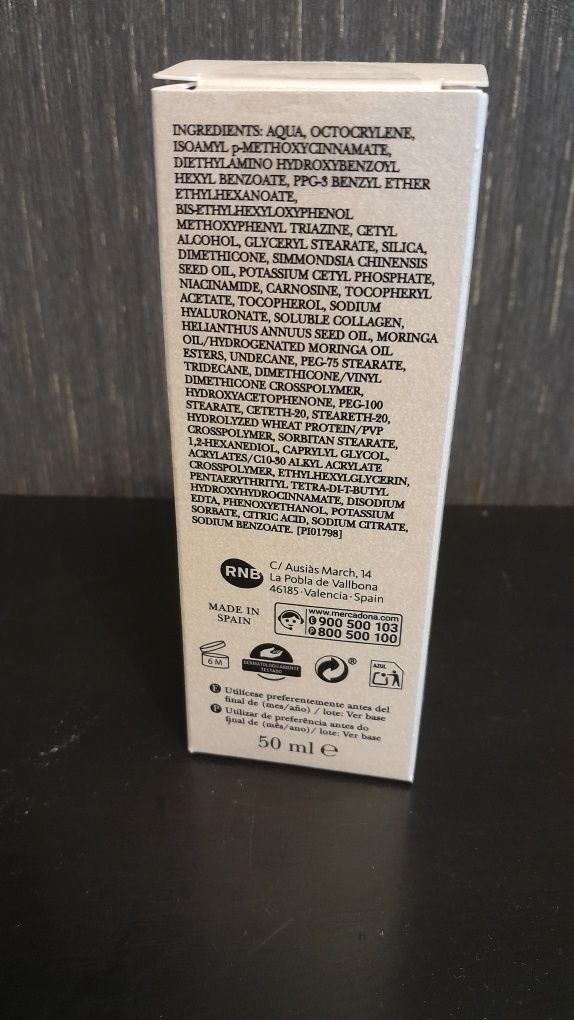 INGREDIENTS: AQUA, OCTOCRYLENE,
ISOAMYL p-METHOXYCINNAMATE,
DIETHYLAMINO HYDROXYBENZOYL
HEXYL BENZOATE, PPG-3 BENZYL ETHER
ETHYLHEXANOATE,
BIS-ETHYLHEXYLOXYPHENOL
METHOXYPHENYL TRIAZINE, CETYL
ALCOHOL, GLYCERYL STEARATE, SILICA,
DIMETHICONE, SIMMONDSIA CHINENSIS
SEED OIL, POTASSIUM CETYL PHOSPHATE,
NIACINAMIDE, CARNOSINE, TOCOPHERYL
ACETATE, TOCOPHEROL, SODIUM
HYALURONATE, SOLUBLE COLLAGEN,
HELIANTHUS ANNUUS SEED OIL, MORINGA
OIL/HYDROGENATED MORINGA OIL
ESTERS, UNDECANE, PEG-75 STEARATE,
TRIDECANE, DIMETHICONE/VINYL
DIMETHICONE CROSSPOLYMER,
HYDROXYACETOPHENONE, PEG-100
STEARATE, CETETH-20, STEARETH-20,
HYDROLYZED WHEAT PROTEIN/PVP
CROSSPOLYMER, SORBITAN STEARATE,
1,2-HEXANEDIOL, CAPRYLYL GLYCOL,
ACRYLATES/C10-30 ALKYL ACRYLATE
CROSSPOLYMER, ETHYLHEXYLGLYCERIN,
PENTAERYTHRITYL TETRA-DI-T-BUTYL
HYDROXYHYDROCINNAMATE, DISODIUM
EDTA, PHENOXYETHANOL, POTASSIUM
SORBATE, CITRIC ACID, SODIUM CITRATE,
SODIUM BENZOATE. [PI01798]
RNB
C/ Ausiàs March, 14
La Pobla de Vallbona
46185 · Valencia · Spain
MADE IN
SPAIN
www.mercadona.com
E 900 500 103
P 800 500 100
6 M
DERMATOLÓGICAMENTE
TESTADO
®
AZUL
E Utilícese preferentemente antes del
final de (mes/año) / lote: Ver base
P Utilizar de preferência antes do
final de (mês/ano)/ lote: Ver base
50 ml e